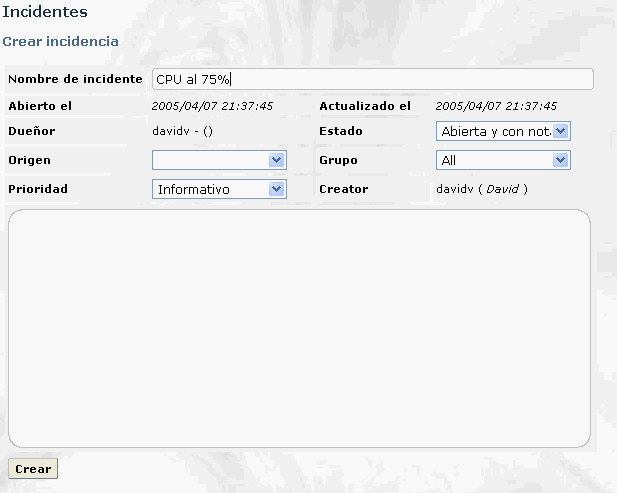 Incidentes
Crear incidencia
Nombre de incidente CPU al 75%
Abierto el 2005/04/07 21:37:45 Actualizado el 2005/04/07 21:37:45
Dueñor davidv - () Estado Abierta y con not
Origen Grupo All
Prioridad Informativo Creator davidv ( David )
Crear